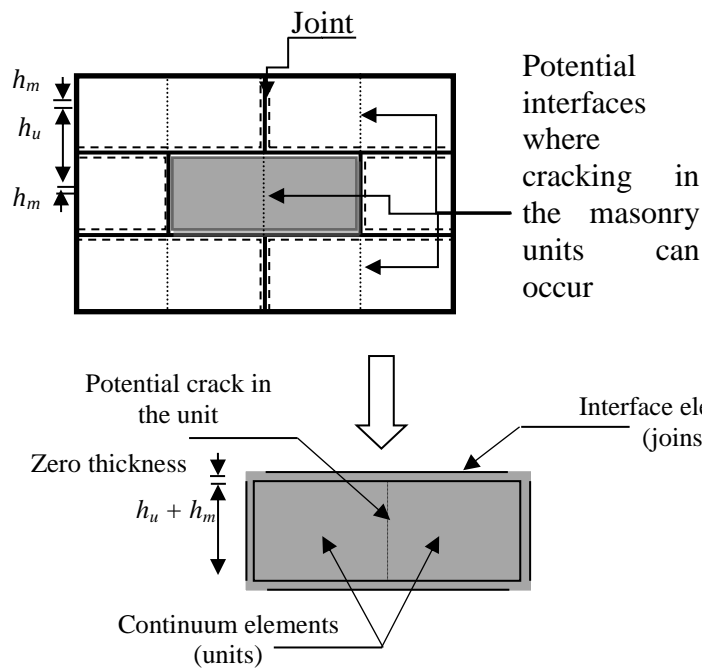 Joint
h_m
h_u
h_m
Potential
interfaces
where
cracking in
the masonry
units can
occur
Potential crack in
the unit
Interface ele
(joins
Zero thickness
h_u + h_m
Continuum elements
(units)